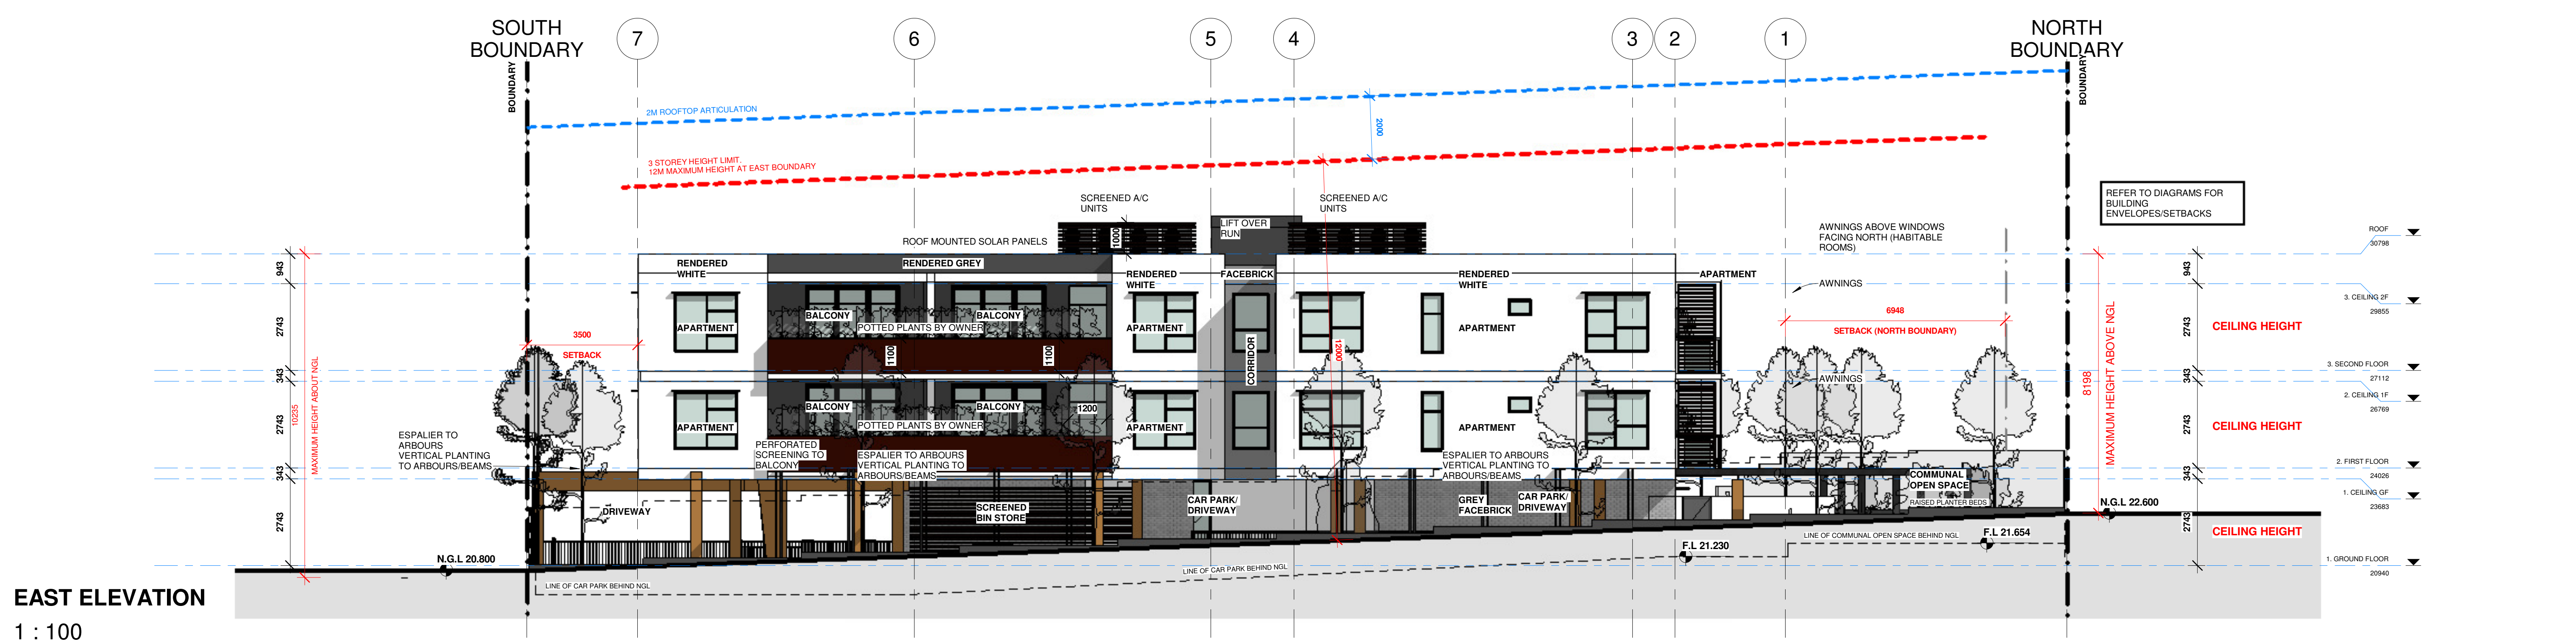 SOUTH
BOUNDARY
7
6
5
4
3
2
1
NORTH
BOUNDARY
BOUNDARY
BOUNDARY
2M ROOFTOP ARTICULATION
2000
3 STOREY HEIGHT LIMIT,
12M MAXIMUM HEIGHT AT EAST BOUNDARY
SCREENED A/C
UNITS
SCREENED A/C
UNITS
REFER TO DIAGRAMS FOR
BUILDING
ENVELOPES/SETBACKS
LIFT OVER
RUN
1000
ROOF MOUNTED SOLAR PANELS
AWNINGS ABOVE WINDOWS
FACING NORTH (HABITABLE
ROOMS)
ROOF
30798
RENDERED
WHITE
RENDERED GREY
RENDERED
WHITE
FACEBRICK
RENDERED
WHITE
APARTMENT
AWNINGS
943
943
3. CEILING 2F
29855
BALCONY
BALCONY
POTTED PLANTS BY OWNER
APARTMENT
APARTMENT
APARTMENT
6948
SETBACK (NORTH BOUNDARY)
CEILING HEIGHT
2743
2743
3500
SETBACK
1100
1100
12000
CORRIDOR
AWNINGS
8198
MAXIMUM HEIGHT ABOVE NGL
10235
MAXIMUM HEIGHT ABOUT NGL
343
343
3. SECOND FLOOR
27112
2. CEILING 1F
26769
BALCONY
BALCONY
1200
POTTED PLANTS BY OWNER
APARTMENT
APARTMENT
APARTMENT
2743
2743
CEILING HEIGHT
ESPALIER TO
ARBOURS
VERTICAL PLANTING
TO ARBOURS/BEAMS
PERFORATED
SCREENING TO
BALCONY
ESPALIER TO ARBOURS
VERTICAL PLANTING TO
ARBOURS/BEAMS
ESPALIER TO ARBOURS
VERTICAL PLANTING TO
ARBOURS/BEAMS
343
343
2. FIRST FLOOR
24026
1. CEILING GF
23683
COMMUNAL
OPEN SPACE
RAISED PLANTER BEDS
DRIVEWAY
SCREENED
BIN STORE
CAR PARK/
DRIVEWAY
GREY
FACEBRICK
CAR PARK/
DRIVEWAY
N.G.L 22.600
2743
2743
CEILING HEIGHT
N.G.L 20.800
F.L 21.230
F.L 21.654
LINE OF COMMUNAL OPEN SPACE BEHIND NGL
LINE OF CAR PARK BEHIND NGL
LINE OF CAR PARK BEHIND NGL
1. GROUND FLOOR
20940
EAST ELEVATION
1 : 100